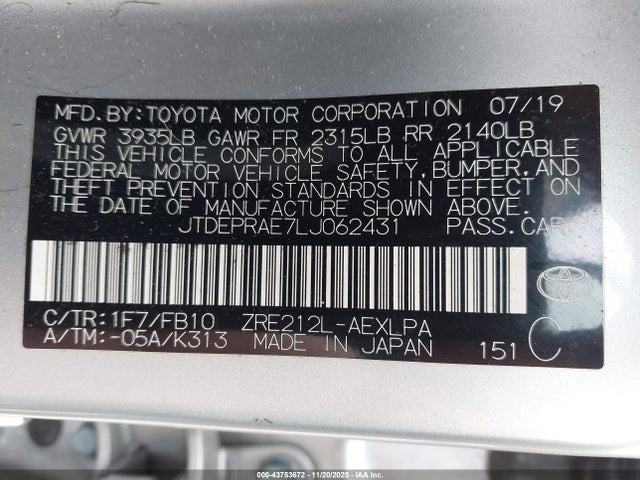 MFD.BY:TOYOTA MOTOR CORPORATION 07/19
GVWR 3935LB GAWR FR 2315LB RR 2140LB
THIS VEHICLE CONFORMS TO ALL APPLICABLE
FEDERAL MOTOR VEHICLE SAFETY,BUMPER,AND
THEFT PREVENTION STANDARDS IN EFFECT ON
THE DATE OF MANUFACTURE SHOWN ABOVE.
JTDEPRAE7LJ062431 PASS.CAR
C/TR:1F7/FB10 ZRE212L-AEXLPA
A/TM:-05A/K313 MADE IN JAPAN 151 C
000-43753672 - 11/20/2025 - IAAI.COM